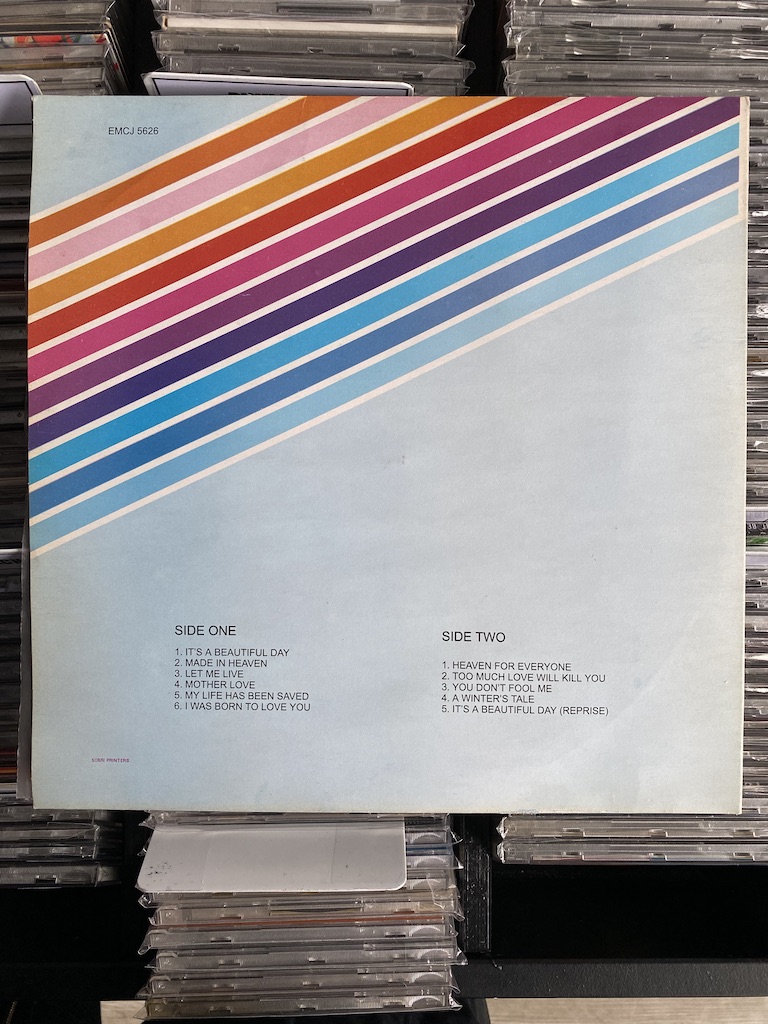 EMCJ 5626
SIDE ONE
1. IT'S A BEAUTIFUL DAY
2. MADE IN HEAVEN
3. LET ME LIVE
4. MOTHER LOVE
5. MY LIFE HAS BEEN SAVED
6. I WAS BORN TO LOVE YOU
SIDE TWO
1. HEAVEN FOR EVERYONE
2. TOO MUCH LOVE WILL KILL YOU
3. YOU DON'T FOOL ME
4. A WINTER'S TALE
5. IT'S A BEAUTIFUL DAY (REPRISE)
PRINTERS